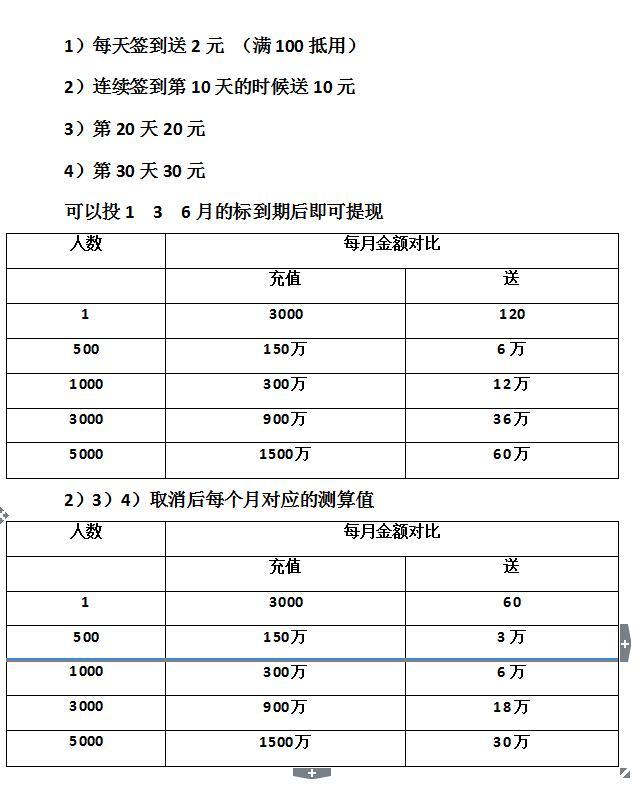 1）每天签到送 2 元 （满 100 抵用）
2）连续签到第 10 天的时候送 10 元
3）第 20 天 20 元
4）第 30 天 30 元
可以投 1 3 6 月的标到期后即可提现
人数 每月金额对比
充值 送
1 3000 120
500 150万 6 万
1000 300万 12万
3000 900万 36万
5000 1500万 60万
2）3）4）取消后每个月对应的测算值
人数 每月金额对比
充值 送
1 3000 60
500 150万 3 万
1000 300万 6 万
3000 900万 18万
5000 1500万 30万